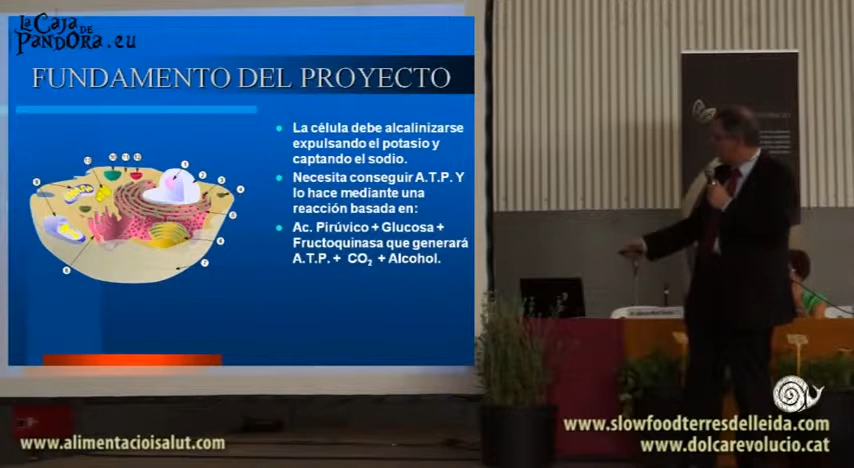 La Caja
DE
PANDORA.eu
FUNDAMENTO DEL PROYECTO
La célula debe alcalinizarse
expulsando el potasio y
captando el sodio.
Necesita conseguir A.T.P. Y
lo hace mediante una
reacción basada en:
Ac. Pirúvico + Glucosa +
Fructoquinasa que generará
A.T.P. + CO₂ + Alcohol.
www.slowfoodterresdelleida.com
www.alimentacioisalut.com
www.dolcarevolucio.cat